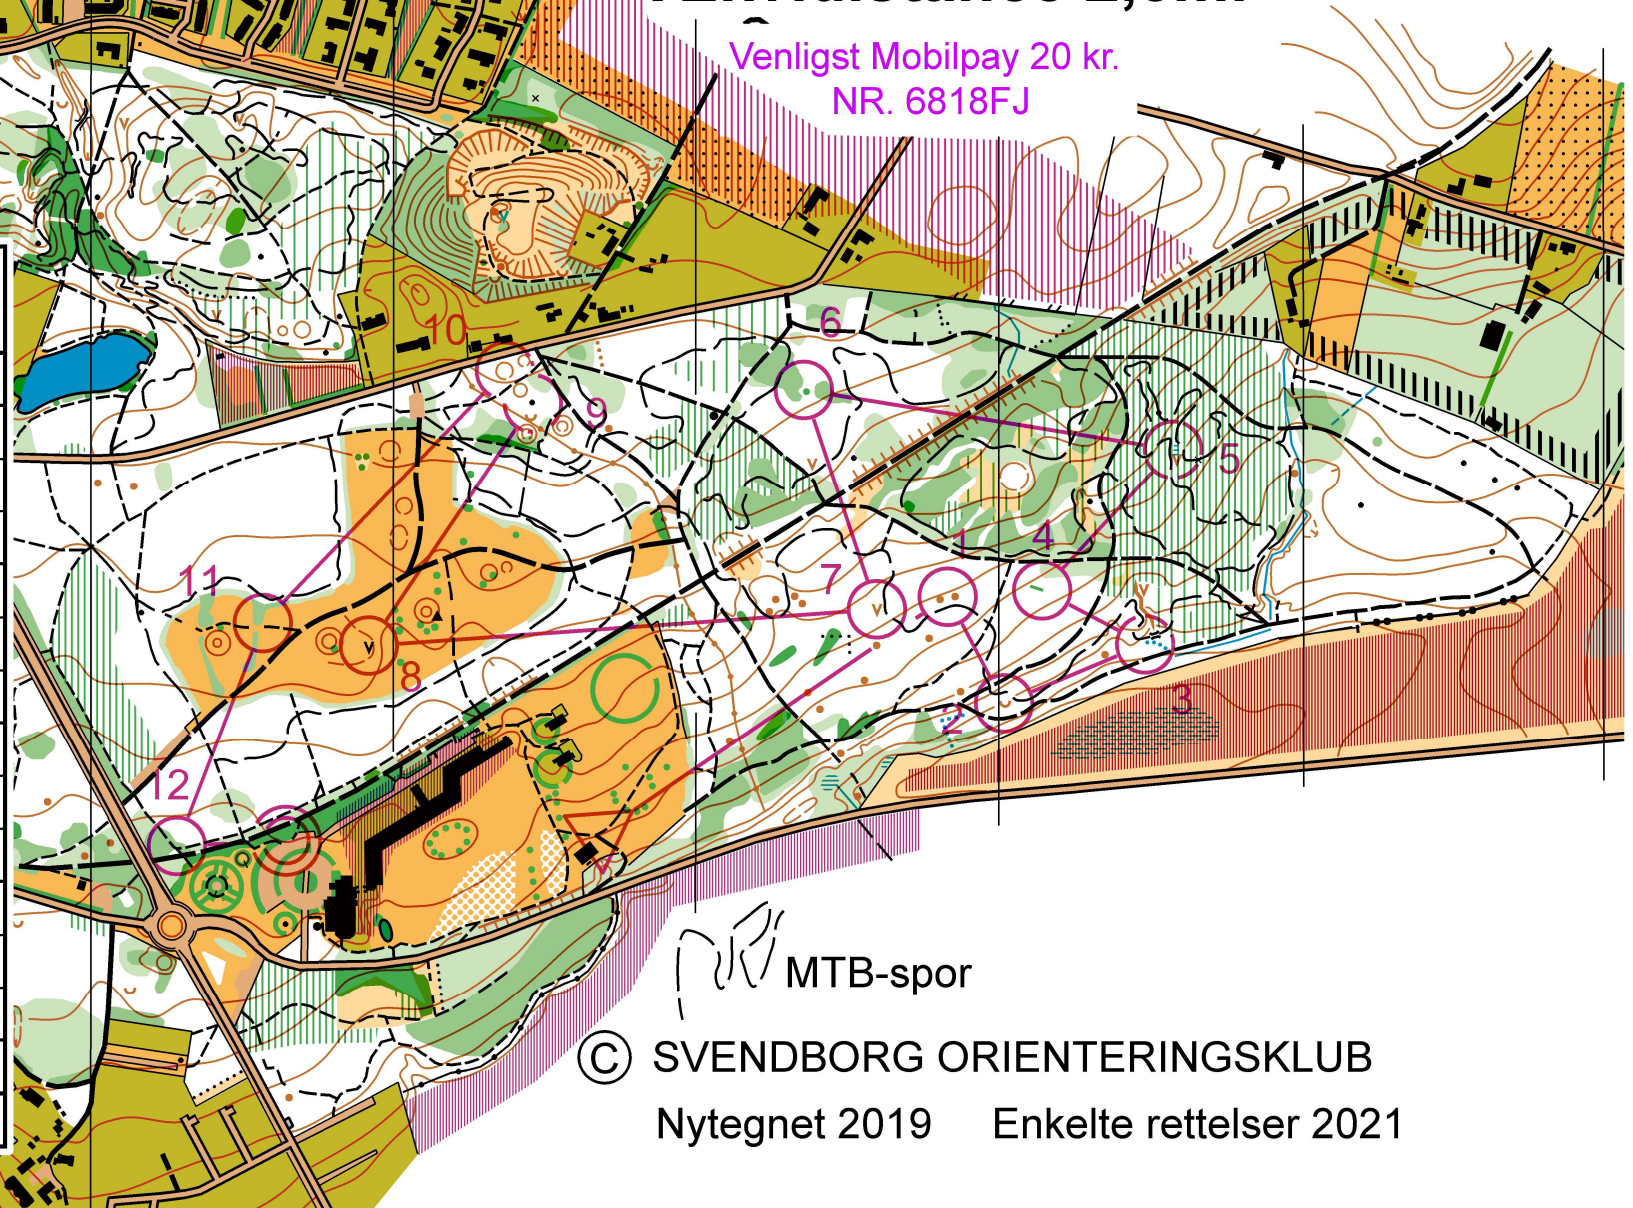 Venligst Mobilpay 20 kr.
NR. 6818FJ
6
10
9
5
1
4
7
11
8
3
2
12
MTB-spor
© SVENDBORG ORIENTERINGSKLUB
Nytegnet 2019 Enkelte rettelser 2021